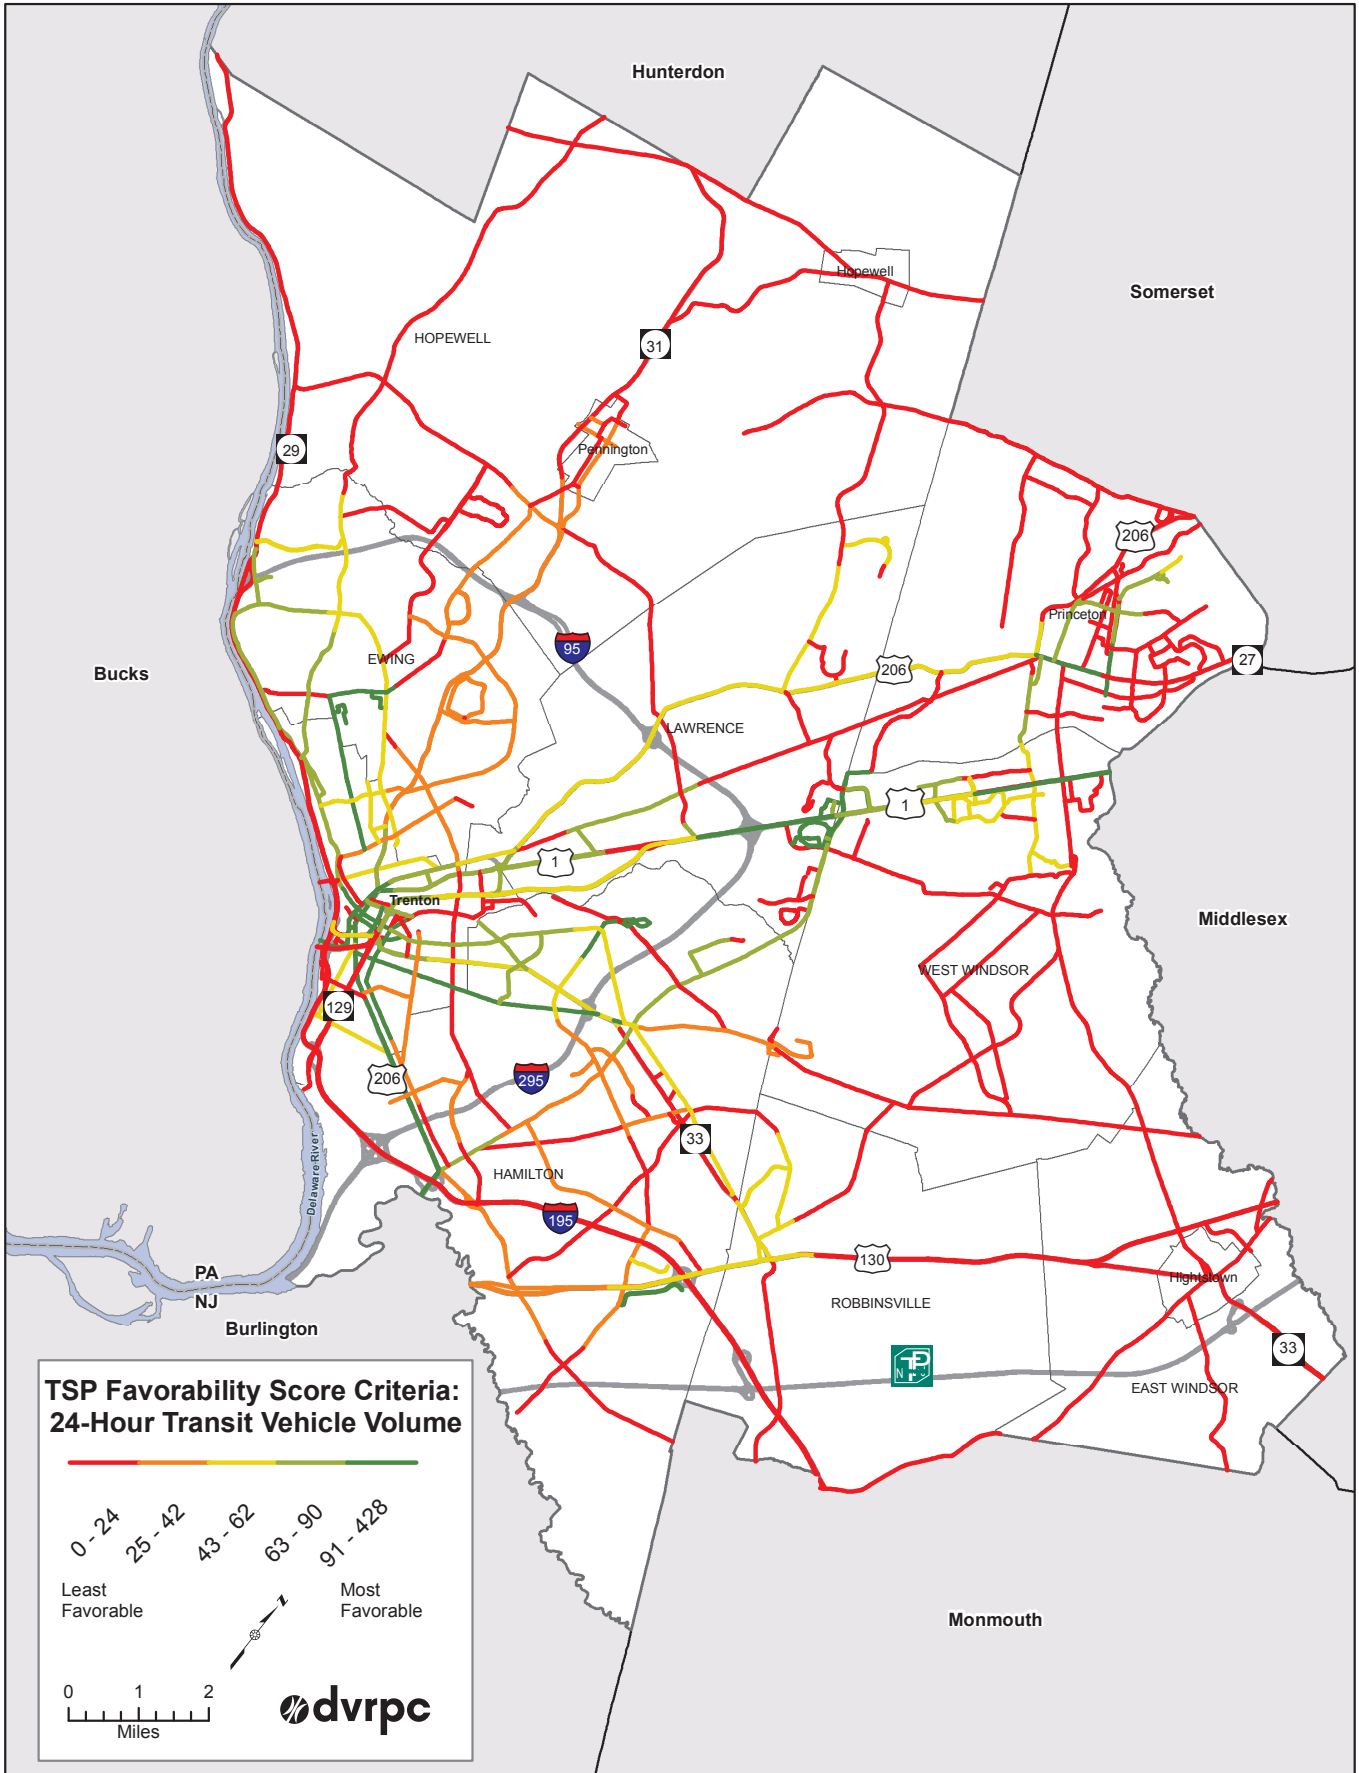 Hunterdon
Hopewell
Somerset
HOPEWELL
31
29
Pennington
206
Princeton
95
EWING
27
206
Bucks
LAWRENCE
1
1
Trenton
Middlesex
WEST WINDSOR
129
206
295
33
Delaware River
HAMILTON
195
130
PA
Hightstown
NJ
ROBBINSVILLE
Burlington
33
N TP J
EAST WINDSOR
TSP Favorability Score Criteria:
24-Hour Transit Vehicle Volume
0 - 24
25 - 42
43 - 62
63 - 90
91 - 428
Least
Favorable
Most
Favorable
N
Monmouth
0 1 2
Miles
dvrpc